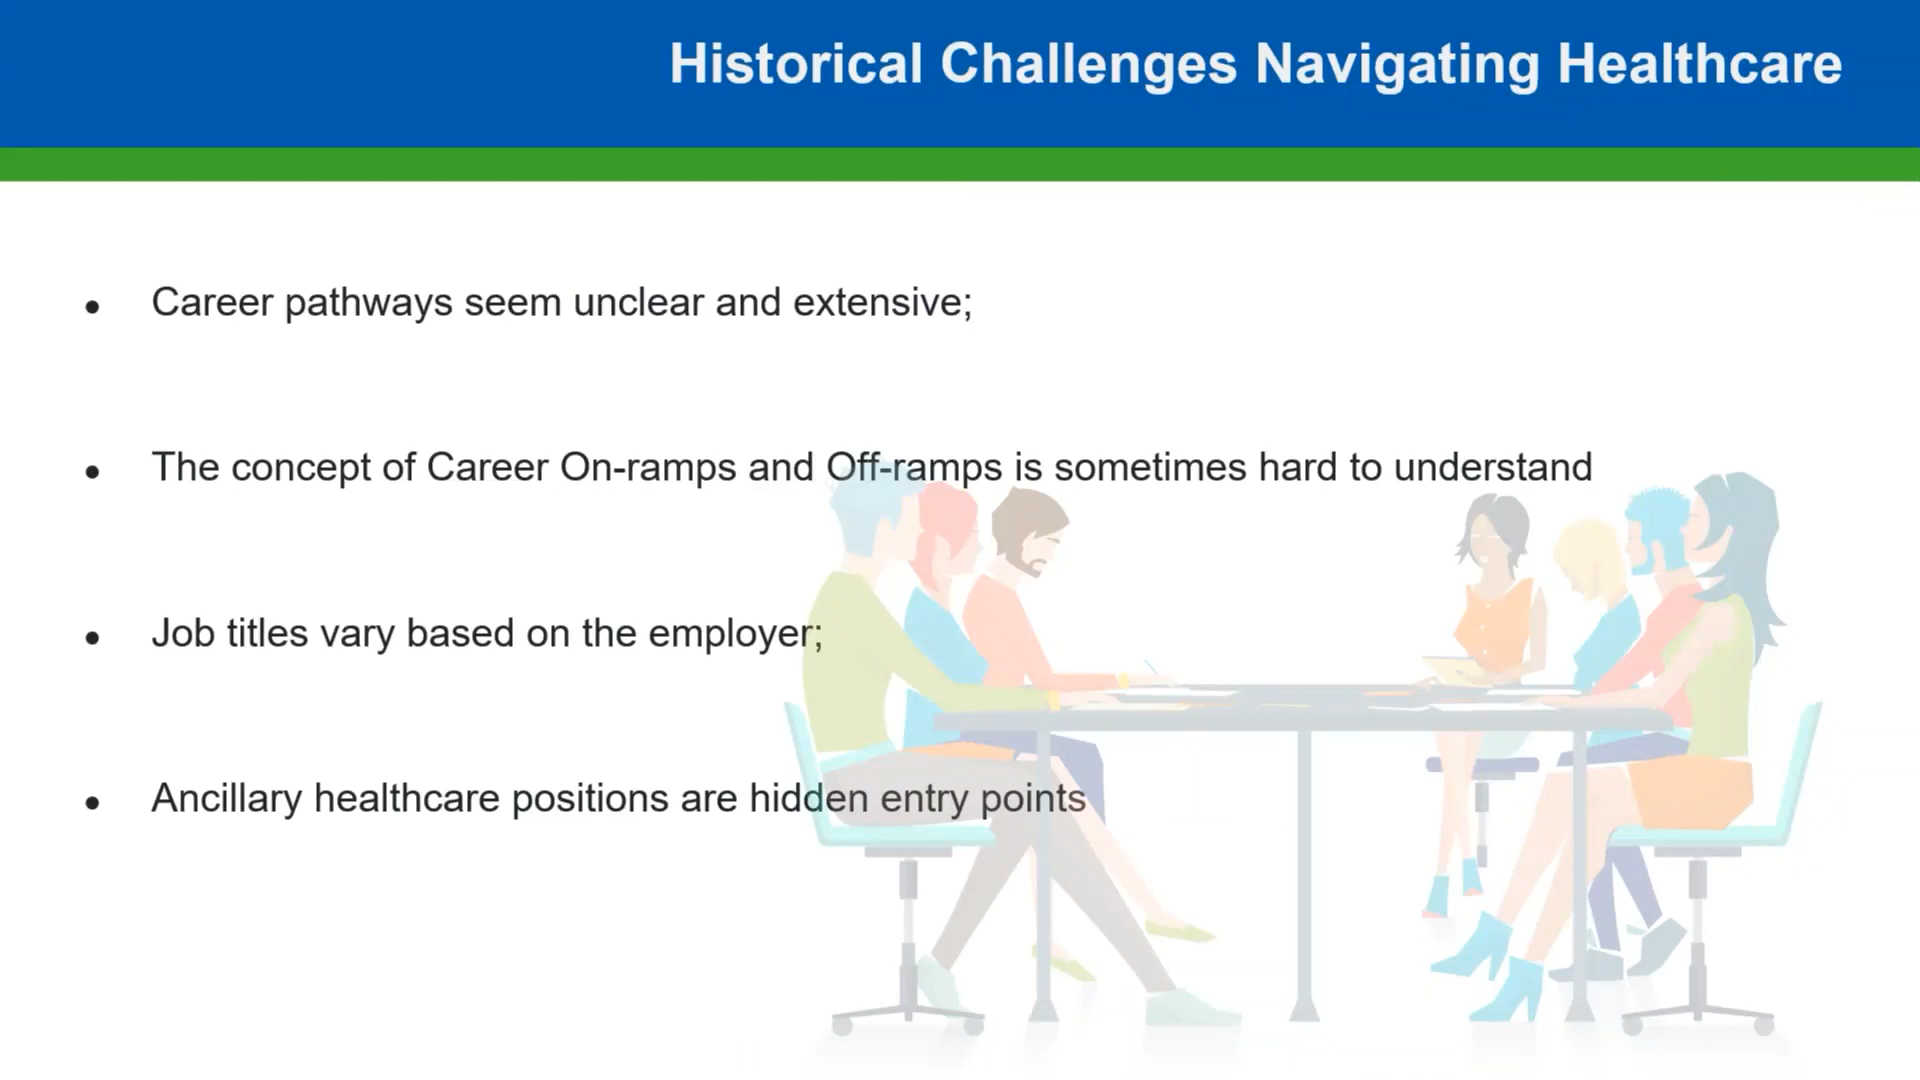 Historical Challenges Navigating Healthcare
● Career pathways seem unclear and extensive;
● The concept of Career On-ramps and Off-ramps is sometimes hard to understand
● Job titles vary based on the employer;
● Ancillary healthcare positions are hidden entry points